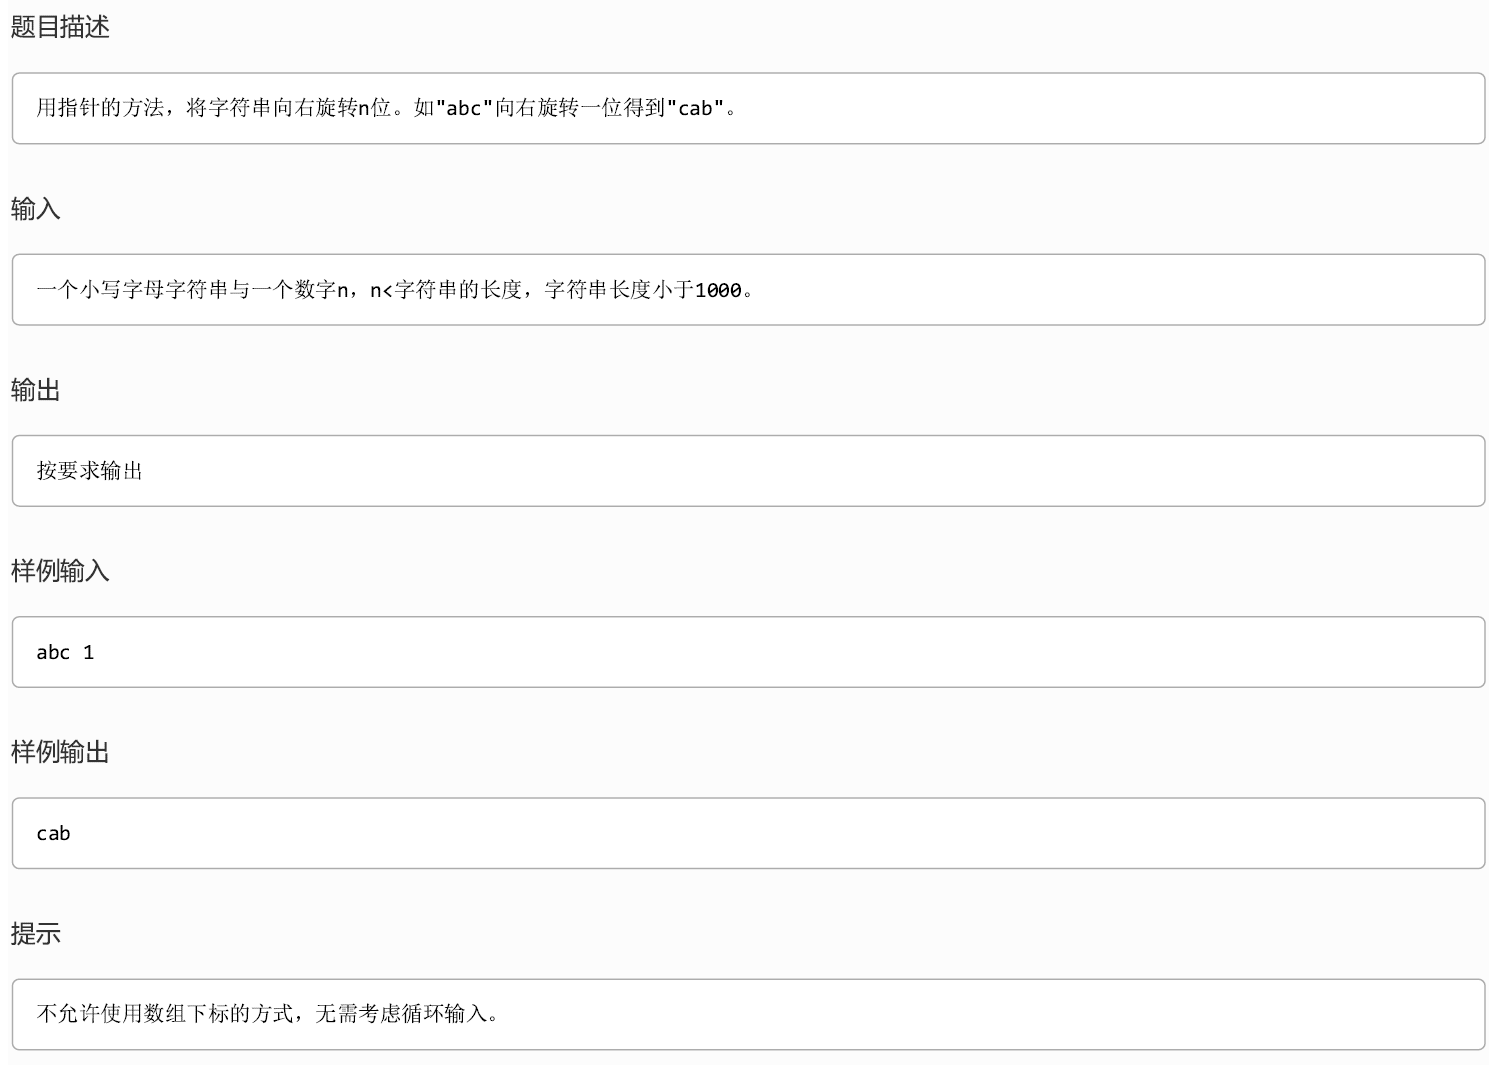 题目描述
用指针的方法，将字符串向右旋转n位。如"abc"向右旋转一位得到"cab"。
输入
一个小写字母字符串与一个数字n，n<字符串的长度，字符串长度小于1000。
输出
按要求输出
样例输入
abc 1
样例输出
cab
提示
不允许使用数组下标的方式，无需考虑循环输入。